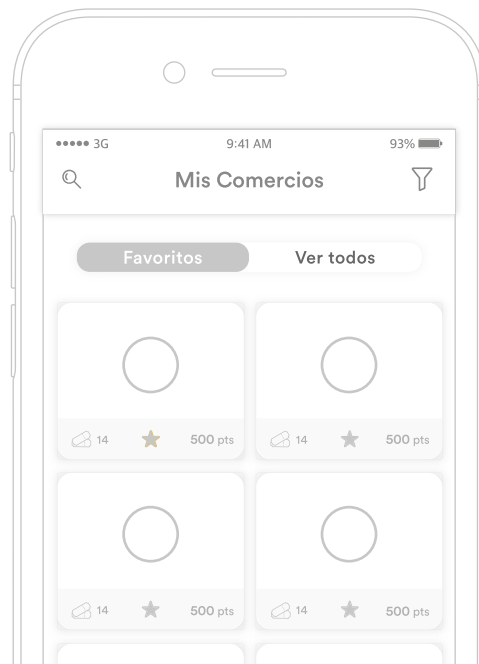 3G 9:41 AM 93%
Mis Comercios
Favoritos Ver todos
14 500 pts 14 500 pts
14 500 pts 14 500 pts